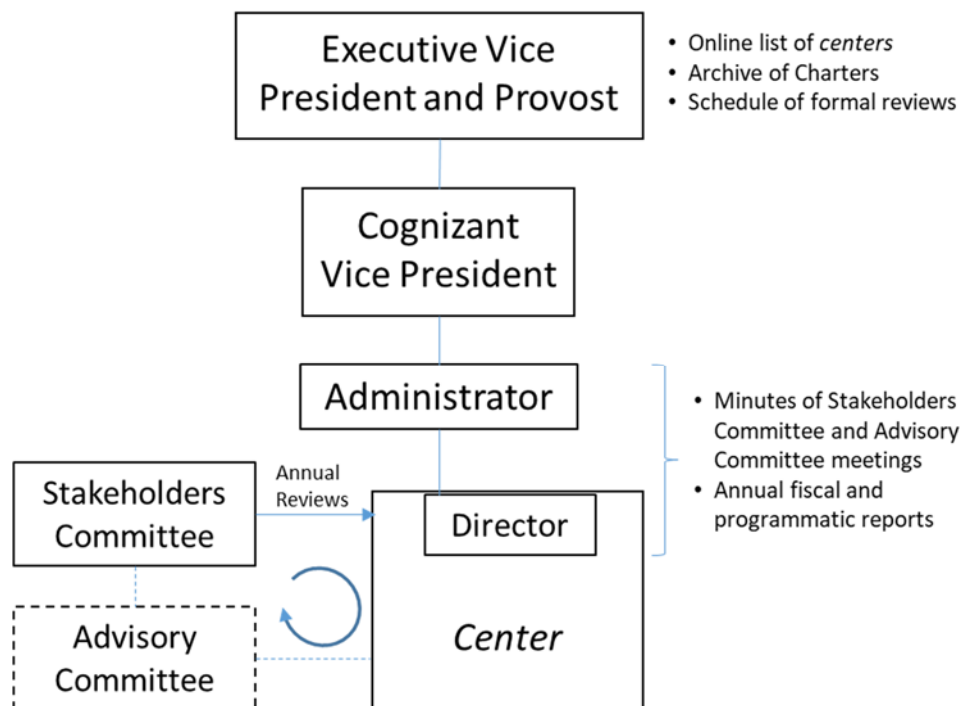 Executive Vice
President and Provost
• Online list of centers
• Archive of Charters
• Schedule of formal reviews
Cognizant
Vice President
Administrator
• Minutes of Stakeholders
Committee and Advisory
Committee meetings
• Annual fiscal and
programmatic reports
Stakeholders
Committee
Annual
Reviews
Director
Center
Advisory
Committee